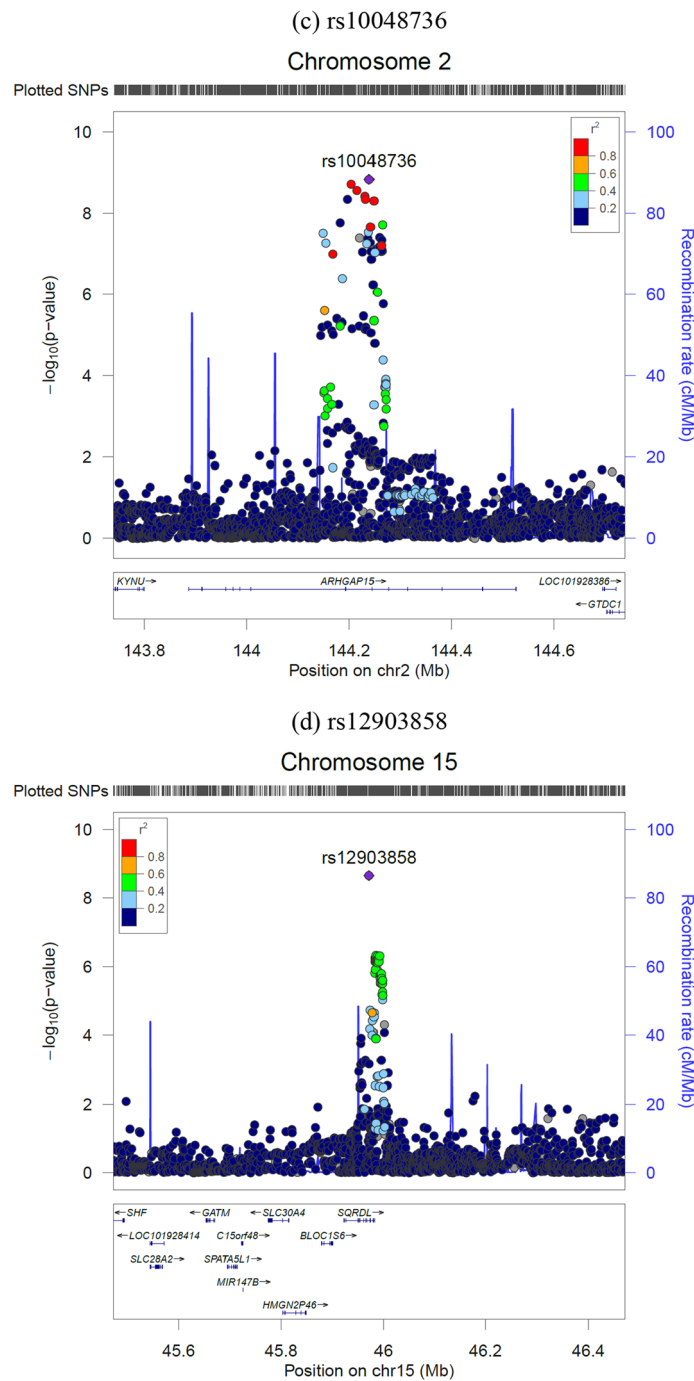 (c) rs10048736
Chromosome 2
Plotted SNPs
10
8
6
4
2
0
−log10(p−value)
100
80
60
40
20
0
Recombination rate (cM/Mb)
r2
0.8
0.6
0.4
0.2
rs10048736
KYNU→
ARHGAP15→
LOC101928386→
←GTDC1
143.8 144 144.2 144.4 144.6
Position on chr2 (Mb)
(d) rs12903858
Chromosome 15
Plotted SNPs
10
8
6
4
2
0
−log10(p−value)
100
80
60
40
20
0
Recombination rate (cM/Mb)
r2
0.8
0.6
0.4
0.2
rs12903858
←SHF ←GATM ←SLC30A4 SQRDL→
←LOC101928414 C15orf48→ BLOC1S6→
SLC28A2→ SPATA5L1→
MIR147B→
HMGN2P46→
45.6 45.8 46 46.2 46.4
Position on chr15 (Mb)